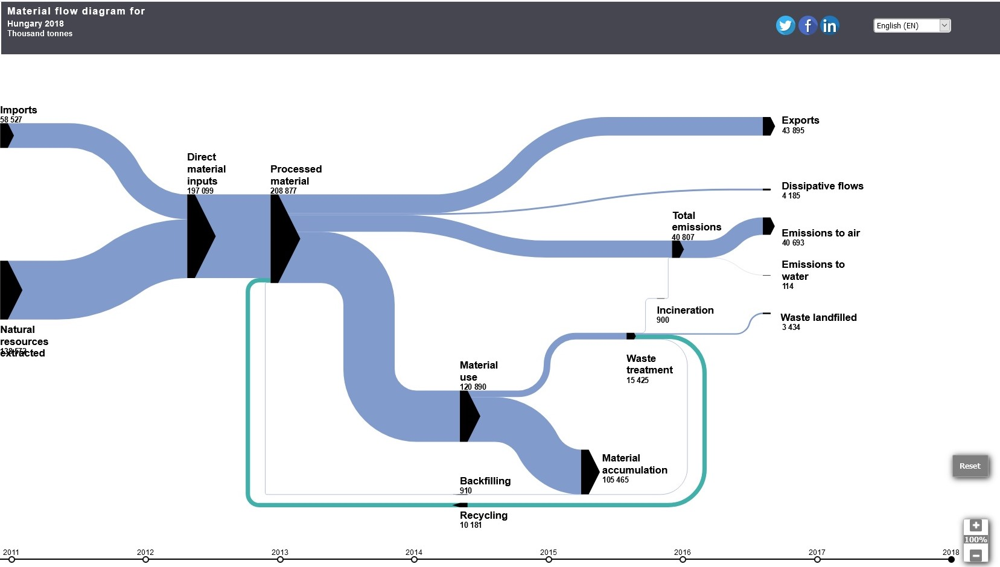 Material flow diagram for
Hungary 2018
Thousand tonnes
English (EN)
Imports
58 527
Natural
resources
extracted
138 572
Direct
material
inputs
197 099
Processed
material
208 877
Exports
43 895
Dissipative flows
4 185
Total
emissions
40 807
Emissions to air
40 693
Emissions to
water
114
Incineration
900
Waste landfilled
3 434
Waste
treatment
15 425
Material
use
120 890
Material
accumulation
105 465
Backfilling
910
Recycling
10 181
Reset
100%
2011
2012
2013
2014
2015
2016
2017
2018